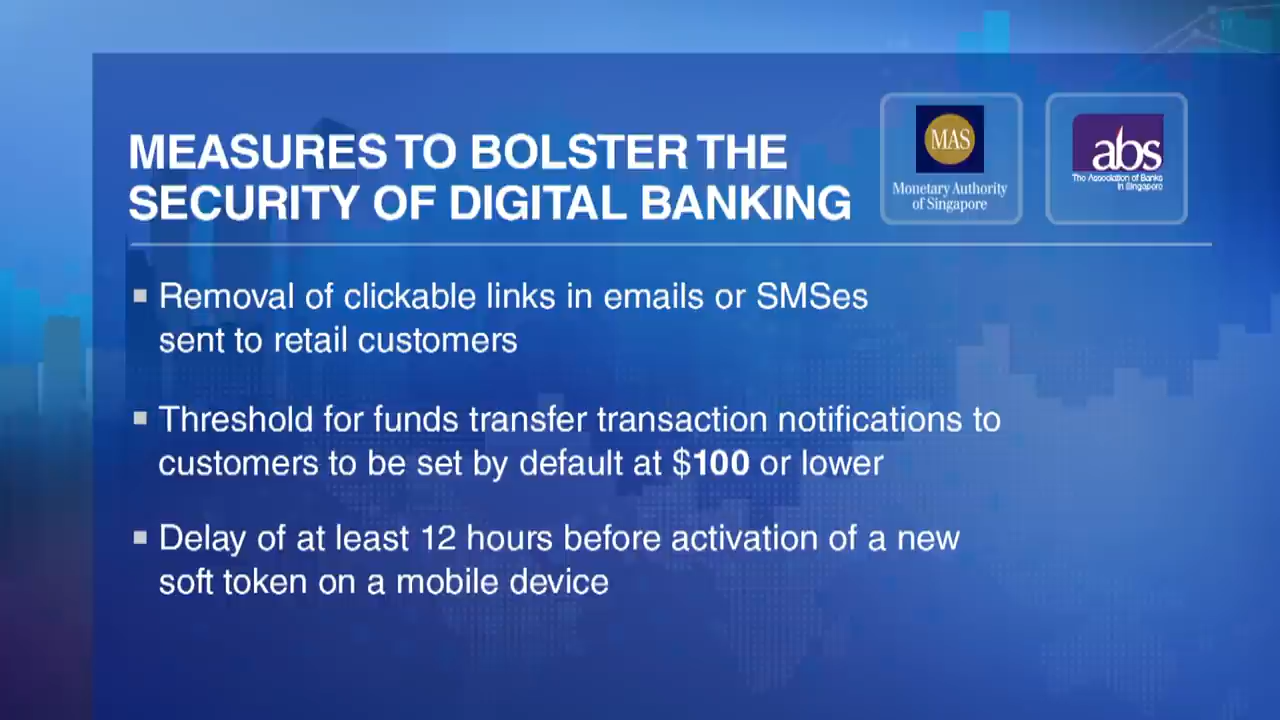 MEASURES TO BOLSTER THE
SECURITY OF DIGITAL BANKING
MAS
Monetary Authority
of Singapore
abs
The Association of Banks
in Singapore
Removal of clickable links in emails or SMSes
sent to retail customers
Threshold for funds transfer transaction notifications to
customers to be set by default at $100 or lower
Delay of at least 12 hours before activation of a new
soft token on a mobile device